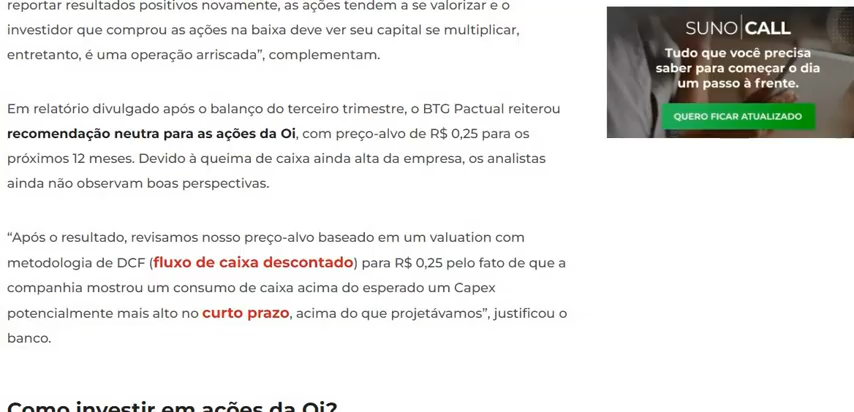 reportar resultados positivos novamente, as ações tendem a se valorizar e o
investidor que comprou as ações na baixa deve ver seu capital se multiplicar,
entretanto, é uma operação arriscada”, complementam.
Em relatório divulgado após o balanço do terceiro trimestre, o BTG Pactual reiterou
recomendação neutra para as ações da Oi, com preço-alvo de R$ 0,25 para os
próximos 12 meses. Devido à queima de caixa ainda alta da empresa, os analistas
ainda não observam boas perspectivas.
“Após o resultado, revisamos nosso preço-alvo baseado em um valuation com
metodologia de DCF (fluxo de caixa descontado) para R$ 0,25 pelo fato de que a
companhia mostrou um consumo de caixa acima do esperado um Capex
potencialmente mais alto no curto prazo, acima do que projetávamos”, justificou o
banco.
Como investir em ações da Oi?
SUNO CALL
Tudo que você precisa
saber para começar o dia
um passo à frente.
QUERO FICAR ATUALIZADO